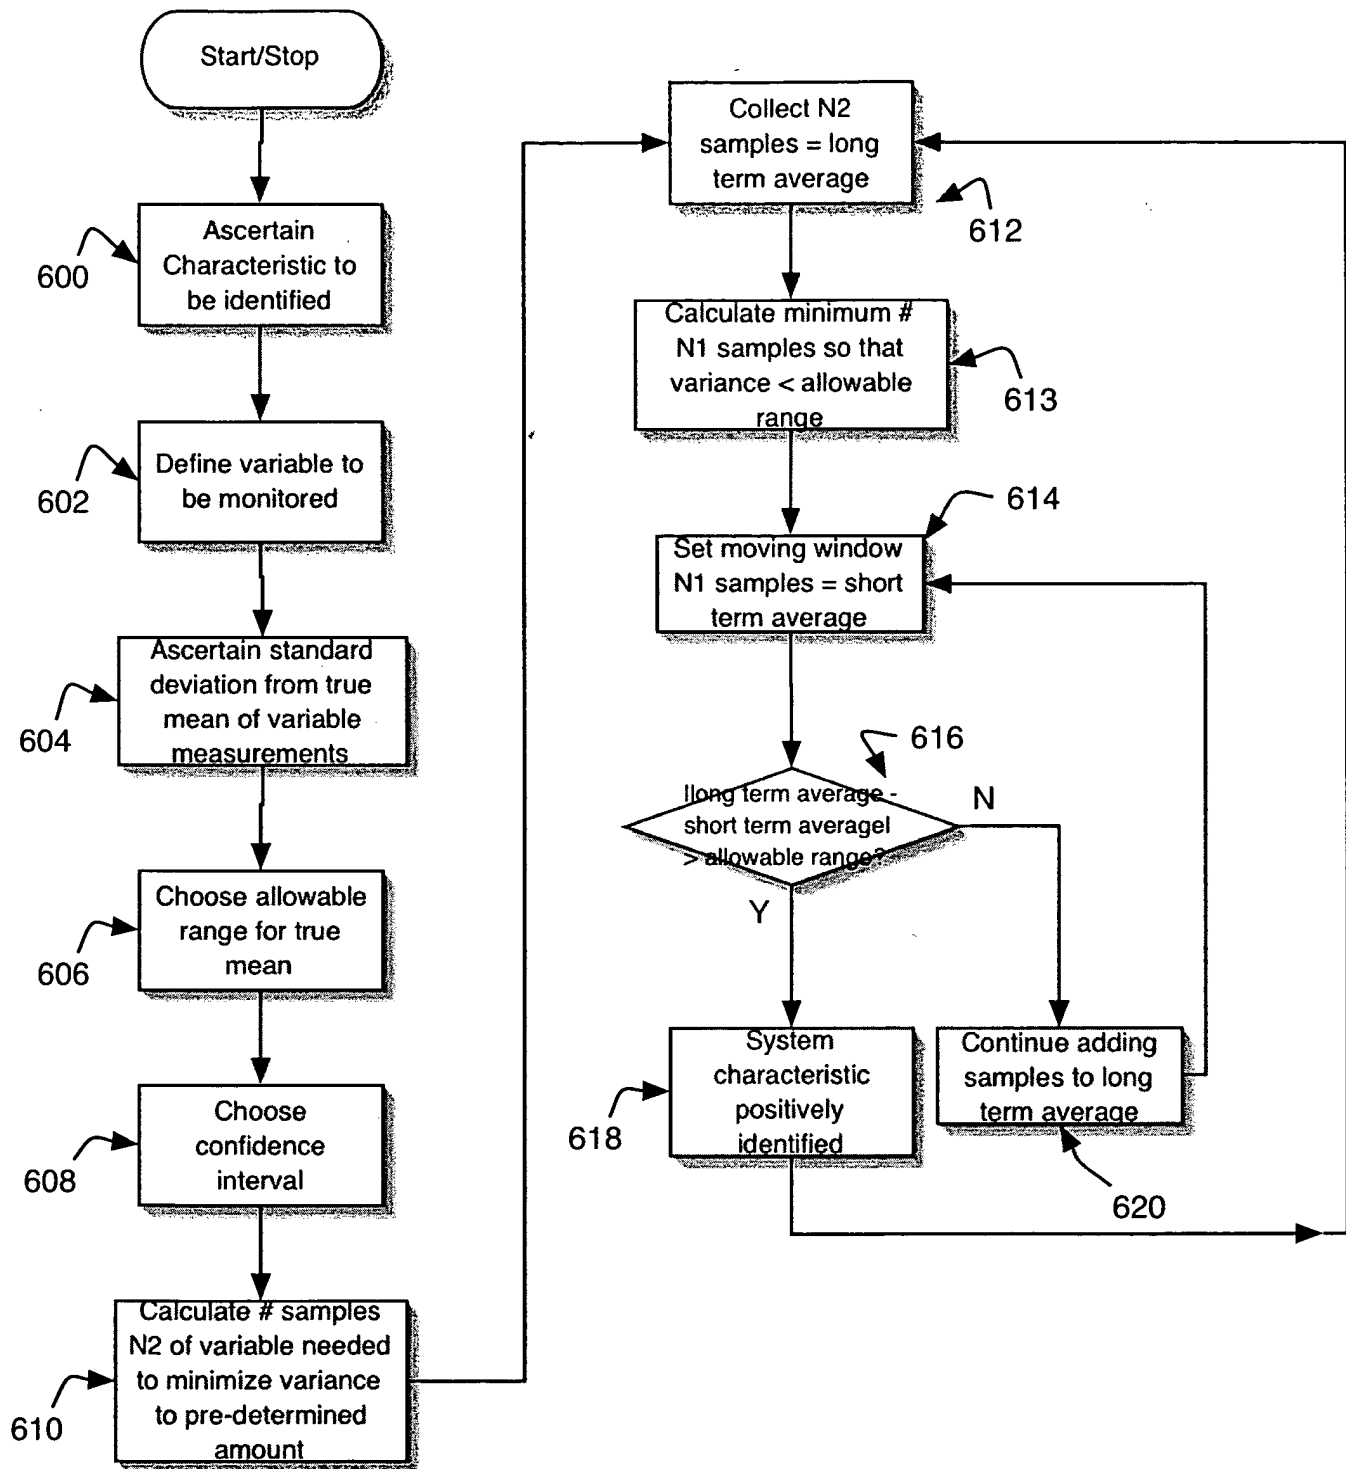 Start/Stop
Ascertain
Characteristic to
be identified
600
Define variable to
be monitored
602
Ascertain standard
deviation from true
mean of variable
measurements
604
Choose allowable
range for true
mean
606
Choose
confidence
interval
608
Calculate # samples
N2 of variable needed
to minimize variance
to pre-determined
amount
610
Collect N2
samples = long
term average
612
Calculate minimum #
N1 samples so that
variance < allowable
range
613
614
Set moving window
N1 samples = short
term average
616
|long term average -
short term average|
> allowable range?
N
Y
System
characteristic
positively
identified
618
Continue adding
samples to long
term average
620